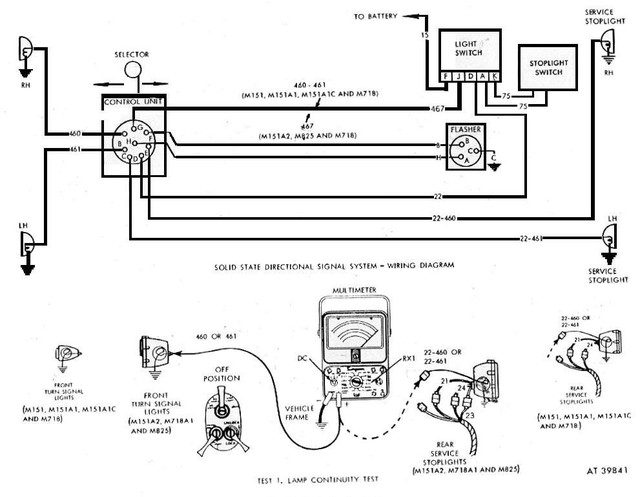 TO BATTERY
15
SERVICE
STOPLIGHT
RH
SELECTOR
LIGHT
SWITCH
STOPLIGHT
SWITCH
F J D A K
75
75
RH
460 - 461
(M151, M151A1, M151A1C AND M718)
CONTROL UNIT
467
467
(M151A2, M825 AND M718)
460
461
G
F
H
B
C
D
E
FLASHER
B
C
A
G
H
C
22
22-460
22-461
LH
LH
SERVICE
STOPLIGHT
SOLID STATE DIRECTIONAL SIGNAL SYSTEM - WIRING DIAGRAM
MULTIMETER
460 OR 461
DC
RX1
22-460 OR
22-461
21
24
23
22-460 OR
22-461
21
24
FRONT
TURN SIGNAL
LIGHTS
(M151, M151A1, M151A1C
AND M718)
FRONT
TURN SIGNAL
LIGHTS
(M151A2, M718A1
AND M825)
OFF
POSITION
UNLOCK
VEHICLE
FRAME
REAR
SERVICE
STOPLIGHTS
(M151A2, M718A1 AND M825)
REAR
SERVICE
STOPLIGHTS
(M151, M151A1, M151A1C
AND M718)
TEST 1. LAMP CONTINUITY TEST
AT 39841